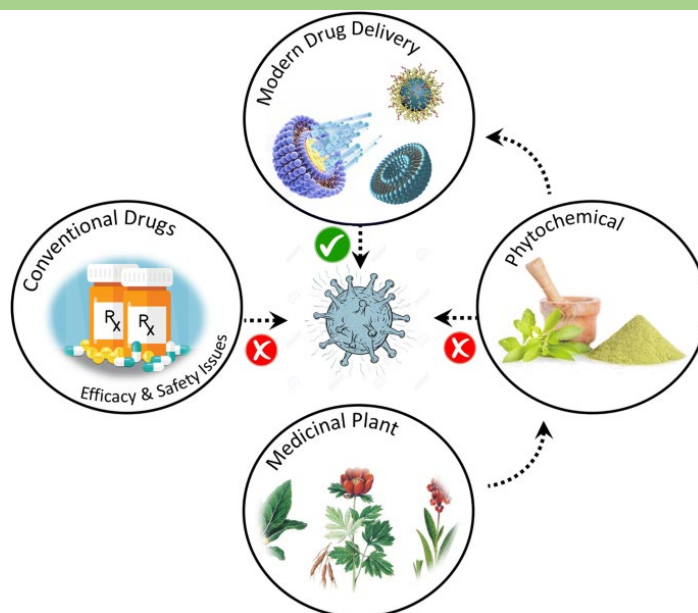 Modern Drug Delivery
Conventional Drugs
Rx
Rx
Efficacy & Safety Issues
Phytochemical
Medicinal Plant